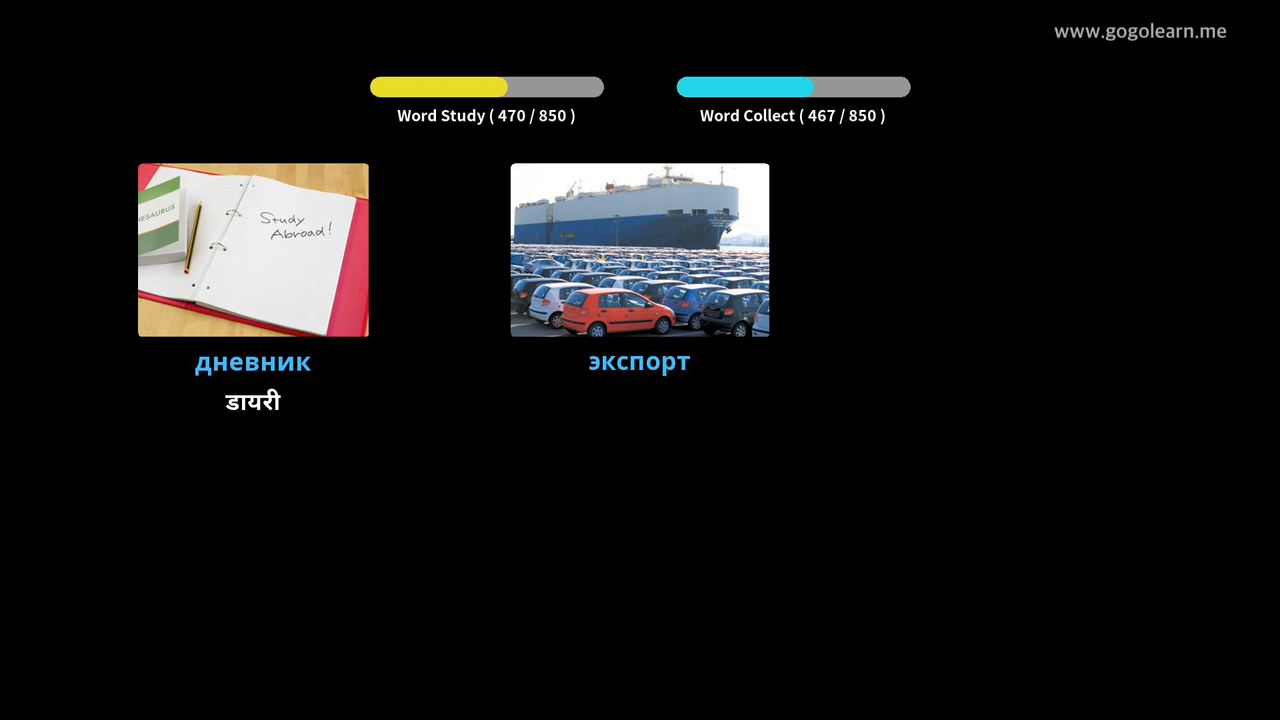 www.gogolearn.me
Word Study ( 470 / 850 )
Word Collect ( 467 / 850 )
Study
Abroad!
дневник
экспорт
डायरी